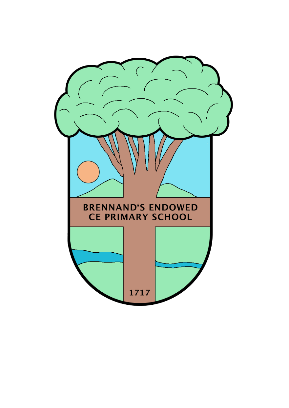 BRENNAND'S ENDOWED
CE PRIMARY SCHOOL
1717